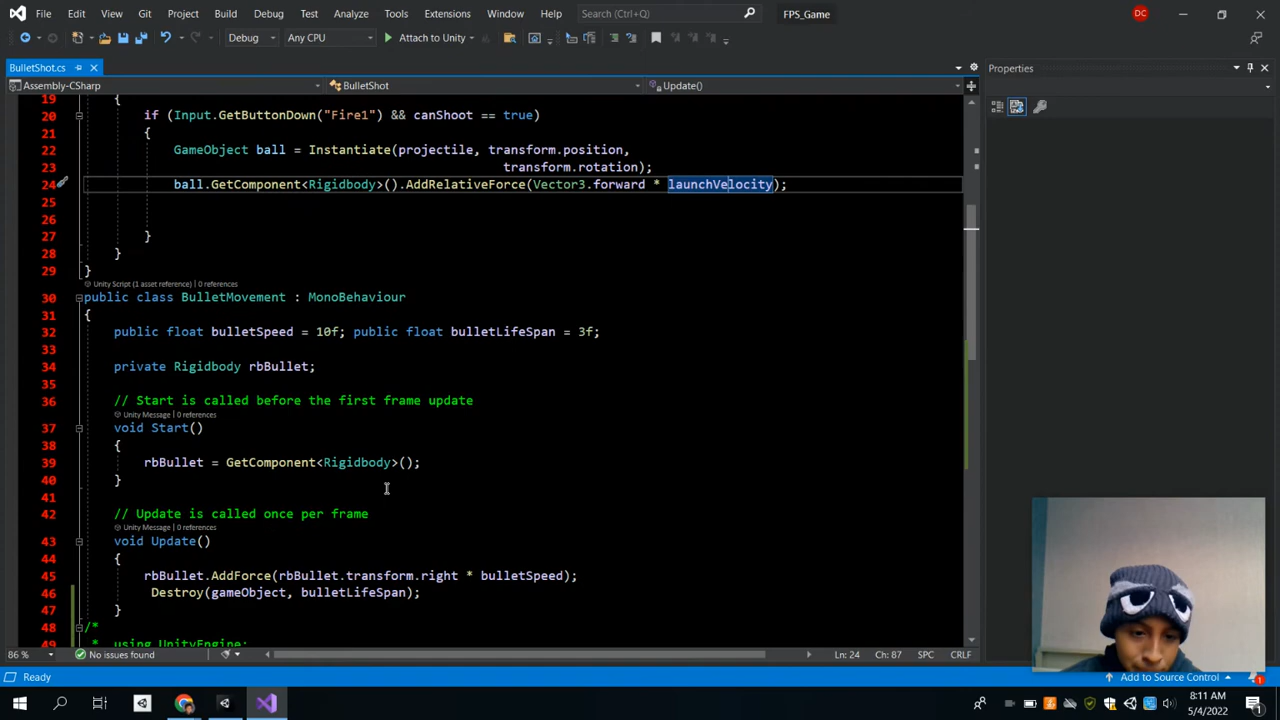 File Edit View Git Project Build Debug Test Analyze Tools Extensions Window Help Search (Ctrl+Q) FPS_Game DC
Debug Any CPU Attach to Unity
BulletShot.cs Properties
Assembly-CSharp BulletShot Update()
19 {
20 if (Input.GetButtonDown("Fire1") && canShoot == true)
21 {
22 GameObject ball = Instantiate(projectile, transform.position,
23 transform.rotation);
24 ball.GetComponent<Rigidbody>().AddRelativeForce(Vector3.forward * launchVelocity);
25
26
27 }
28 }
29 }
Unity Script (1 asset reference) | 0 references
30 public class BulletMovement : MonoBehaviour
31 {
32 public float bulletSpeed = 10f; public float bulletLifeSpan = 3f;
33
34 private Rigidbody rbBullet;
35
36 // Start is called before the first frame update
Unity Message | 0 references
37 void Start()
38 {
39 rbBullet = GetComponent<Rigidbody>();
40 }
41
42 // Update is called once per frame
Unity Message | 0 references
43 void Update()
44 {
45 rbBullet.AddForce(rbBullet.transform.right * bulletSpeed);
46 Destroy(gameObject, bulletLifeSpan);
47 }
48 /*
49 * using UnityEngine;
86 % No issues found Ln: 24 Ch: 87 SPC CRLF
Ready Add to Source Control 1
8:11 AM
5/4/2022 1